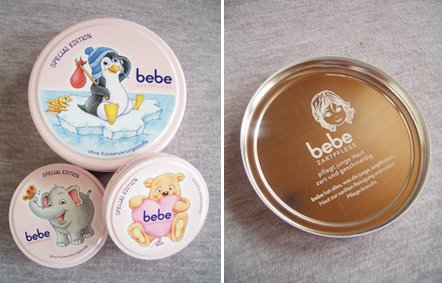 SPECIAL EDITION
bebe
ZARTPFLEGE
ohne Konservierungsstoffe
SPECIAL EDITION
bebe
SPECIAL EDITION
bebe
bebe
ZARTPFLEGE
pflegt junge Haut
zart und geschmeidig
bebe hat alles, was die junge, empfindliche
Haut zur sanften Reinigung und milden
Pflege braucht.